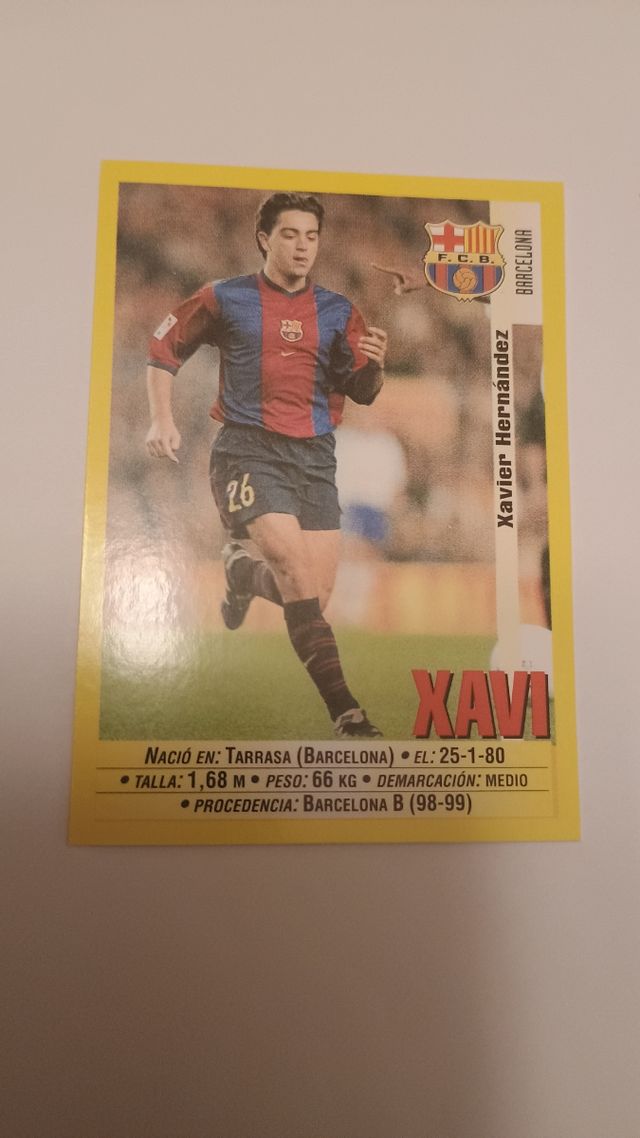 F. C. B.
BARCELONA
Xavier Hernández
26
XAVI
NACIÓ EN: TARRASA (BARCELONA) • EL: 25-1-80
• TALLA: 1,68 M • PESO: 66 KG • DEMARCACIÓN: MEDIO
• PROCEDENCIA: BARCELONA B (98-99)